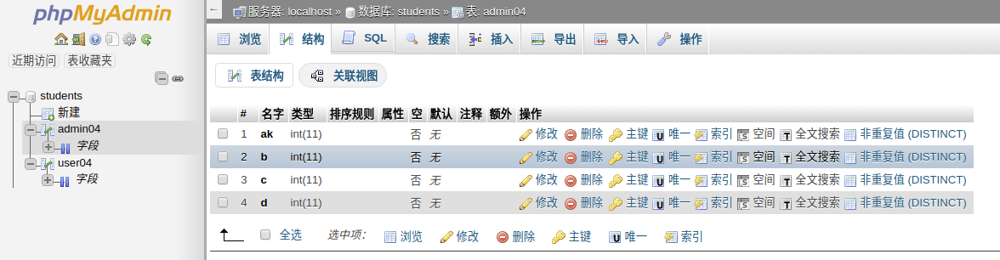 phpMyAdmin
近期访问 表收藏夹
students
新建
admin04
字段
user04
字段
← 服务器: localhost » 数据库: students » 表: admin04
浏览 结构 SQL 搜索 插入 导出 导入 操作
表结构 关联视图
# 名字 类型 排序规则 属性 空 默认 注释 额外 操作
1 ak int(11) 否 无 修改 删除 主键 唯一 索引 空间 全文搜索 非重复值 (DISTINCT)
2 b int(11) 否 无 修改 删除 主键 唯一 索引 空间 全文搜索 非重复值 (DISTINCT)
3 c int(11) 否 无 修改 删除 主键 唯一 索引 空间 全文搜索 非重复值 (DISTINCT)
4 d int(11) 否 无 修改 删除 主键 唯一 索引 空间 全文搜索 非重复值 (DISTINCT)
全选 选中项： 浏览 修改 删除 主键 唯一 索引